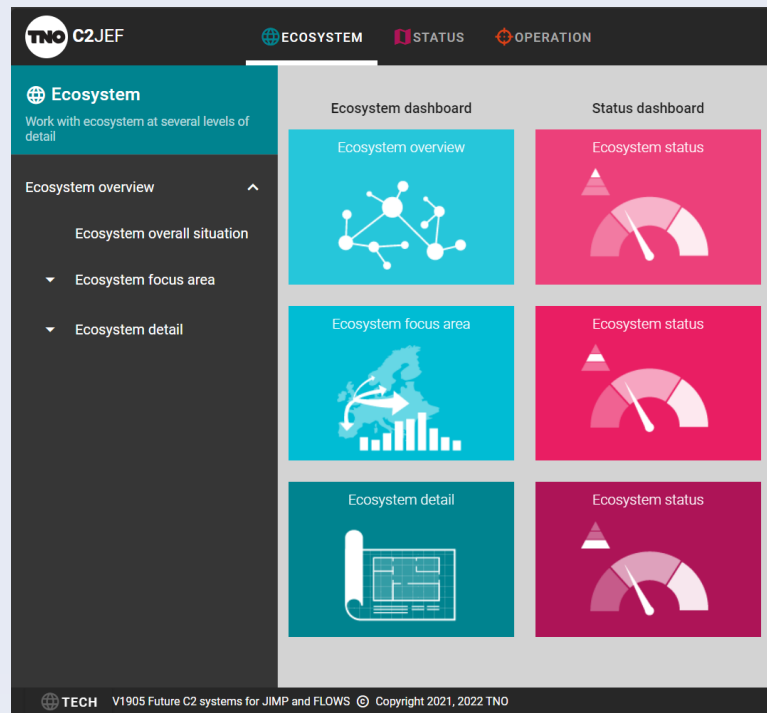 TNO C2JEF
ECOSYSTEM STATUS OPERATION
Ecosystem
Work with ecosystem at several levels of
detail
Ecosystem overview
Ecosystem overall situation
Ecosystem focus area
Ecosystem detail
Ecosystem dashboard
Status dashboard
Ecosystem overview
Ecosystem status
Ecosystem focus area
Ecosystem status
Ecosystem detail
Ecosystem status
TECH V1905 Future C2 systems for JIMP and FLOWS © Copyright 2021, 2022 TNO